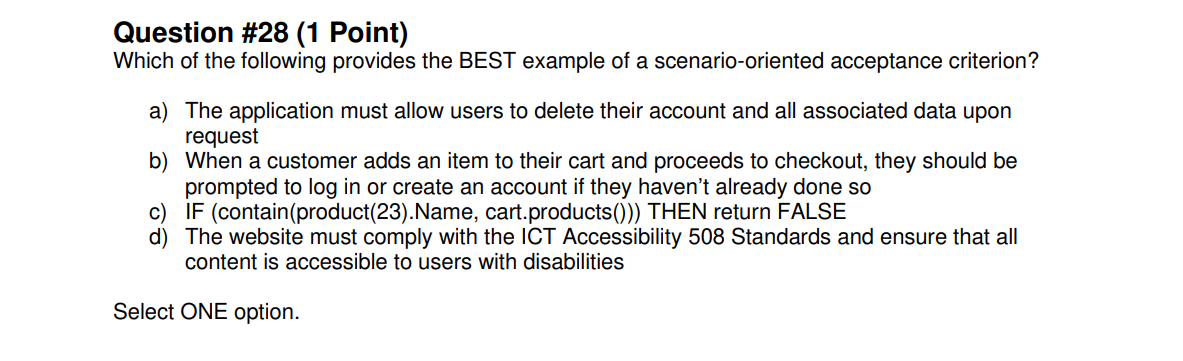 Question #28 (1 Point)
Which of the following provides the BEST example of a scenario-oriented acceptance criterion?
a) The application must allow users to delete their account and all associated data upon
request
b) When a customer adds an item to their cart and proceeds to checkout, they should be
prompted to log in or create an account if they haven’t already done so
c) IF (contain(product(23).Name, cart.products())) THEN return FALSE
d) The website must comply with the ICT Accessibility 508 Standards and ensure that all
content is accessible to users with disabilities
Select ONE option.